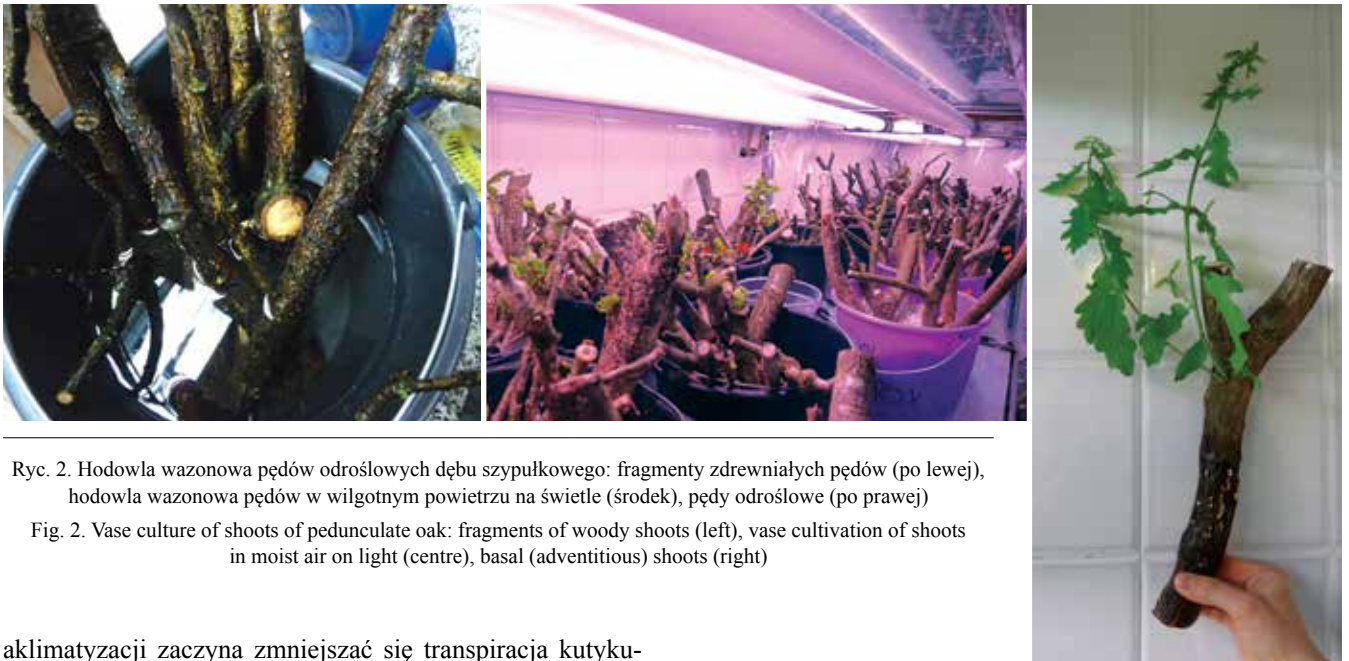 Ryc. 2. Hodowla wazonowa pędów odroślowych dębu szypułkowego: fragmenty zdrewniałych pędów (po lewej),
hodowla wazonowa pędów w wilgotnym powietrzu na świetle (środek), pędy odroślowe (po prawej)
Fig. 2. Vase culture of shoots of pedunculate oak: fragments of woody shoots (left), vase cultivation of shoots
in moist air on light (centre), basal (adventitious) shoots (right)
aklimatyzacji zaczyna zmniejszać się transpiracja kutyku-